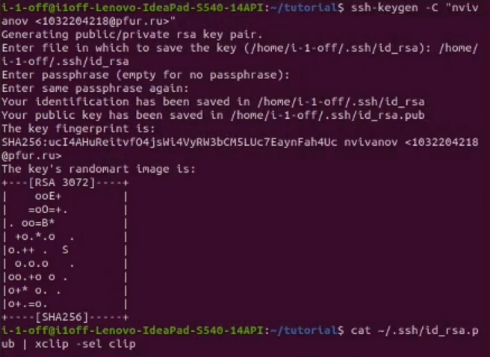 i-1-off@i1off-Lenovo-IdeaPad-S540-14API:~/tutorial$ ssh-keygen -C "nviv
anov <1032204218@pfur.ru>"
Generating public/private rsa key pair.
Enter file in which to save the key (/home/i-1-off/.ssh/id_rsa): /home/
i-1-off/.ssh/id_rsa
Enter passphrase (empty for no passphrase):
Enter same passphrase again:
Your identification has been saved in /home/i-1-off/.ssh/id_rsa
Your public key has been saved in /home/i-1-off/.ssh/id_rsa.pub
The key fingerprint is:
SHA256:ucI4AHuReitvfO4jsWi4VyRW3bCM5LUc7EaynFah4Uc nvivanov <1032204218
@pfur.ru>
The key's randomart image is:
+---[RSA 3072]----+
|    ooE+         |
|   =oO=+.        |
|. oo=B*          |
| +o.*.o  .       |
|o.++ .  S        |
| o.o.o   .       |
|oo.+o o .        |
|o+* o. .         |
|o+.=o.           |
+----[SHA256]-----+
i-1-off@i1off-Lenovo-IdeaPad-S540-14API:~/tutorial$ cat ~/.ssh/id_rsa.p
ub | xclip -sel clip